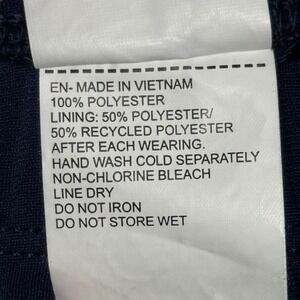 EN- MADE IN VIETNAM
100% POLYESTER
LINING: 50% POLYESTER/
50% RECYCLED POLYESTER
AFTER EACH WEARING.
HAND WASH COLD SEPARATELY
NON-CHLORINE BLEACH
LINE DRY
DO NOT IRON
DO NOT STORE WET